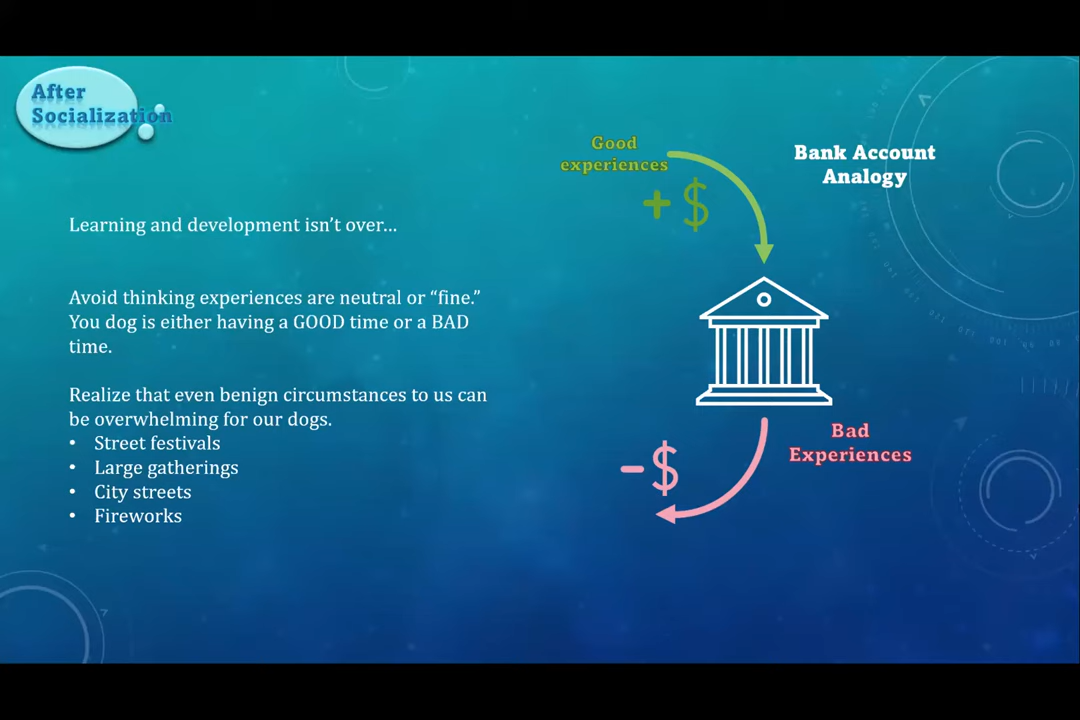 After
Socialization
Learning and development isn’t over…
Avoid thinking experiences are neutral or “fine.”
You dog is either having a GOOD time or a BAD
time.
Realize that even benign circumstances to us can
be overwhelming for our dogs.
• Street festivals
• Large gatherings
• City streets
• Fireworks
Bank Account
Analogy
Good
experiences
+$
Bad
Experiences
-$